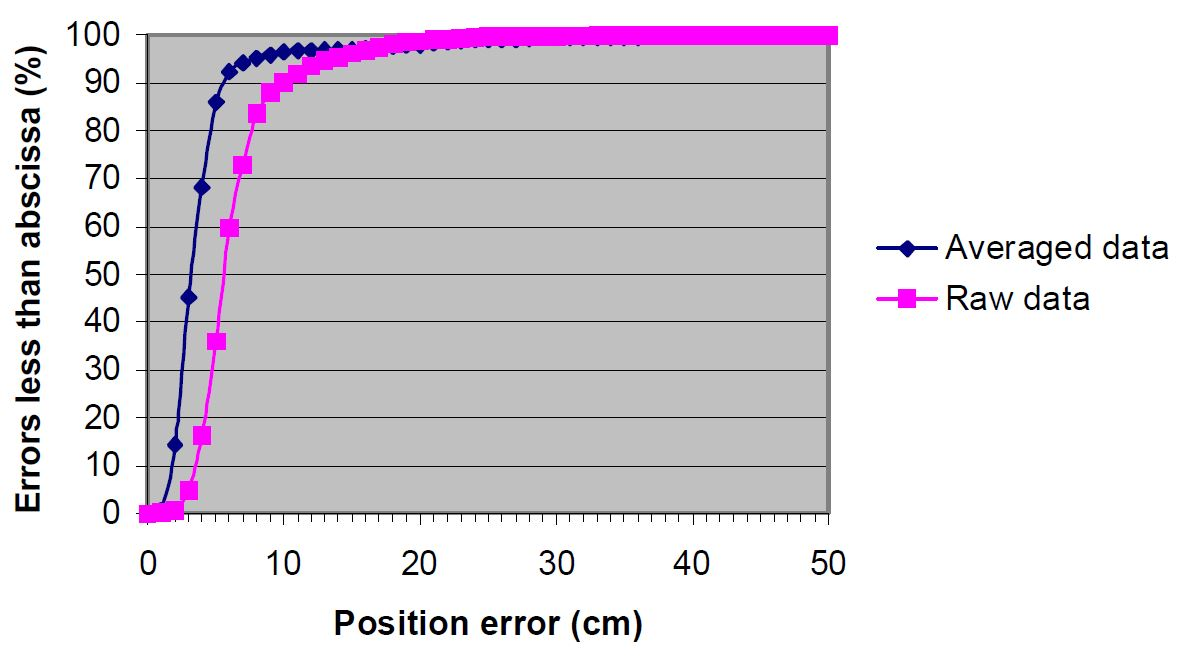 Errors less than abscissa (%)
100
90
80
70
60
50
40
30
20
10
0
0 10 20 30 40 50
Position error (cm)
Averaged data
Raw data